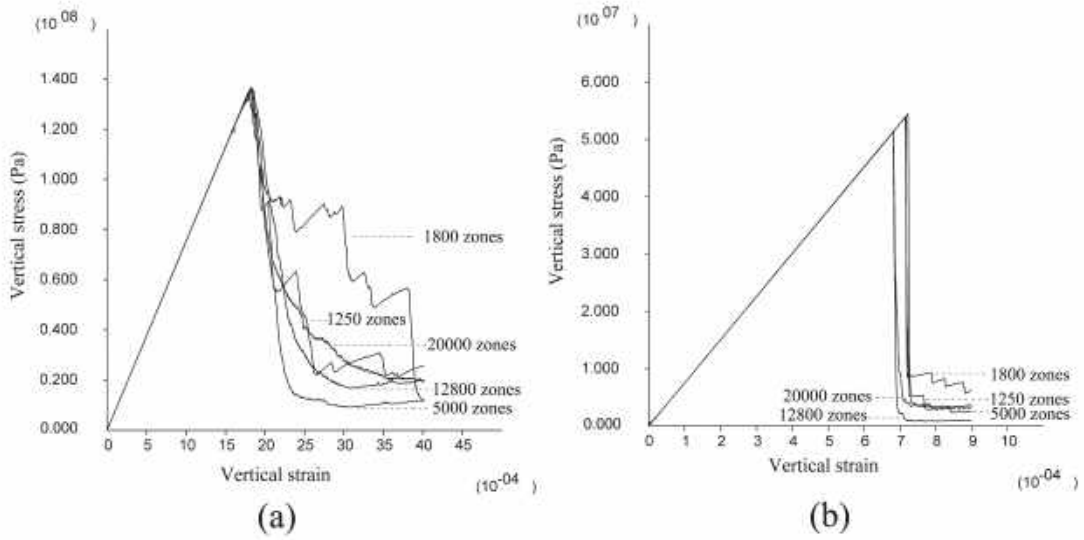 (10 08 )
1.400
1.200
1.000
0.800
0.600
0.400
0.200
0.000
Vertical stress (Pa)
1800 zones
1250 zones
20000 zones
12800 zones
5000 zones
0 5 10 15 20 25 30 35 40 45
Vertical strain
(10 -04 )
(a)
(10 07 )
6.000
5.000
4.000
3.000
2.000
1.000
0.000
Vertical stress (Pa)
1800 zones
20000 zones 1250 zones
12800 zones 5000 zones
0 1 2 3 4 5 6 7 8 9 10
Vertical strain
(10 -04 )
(b)